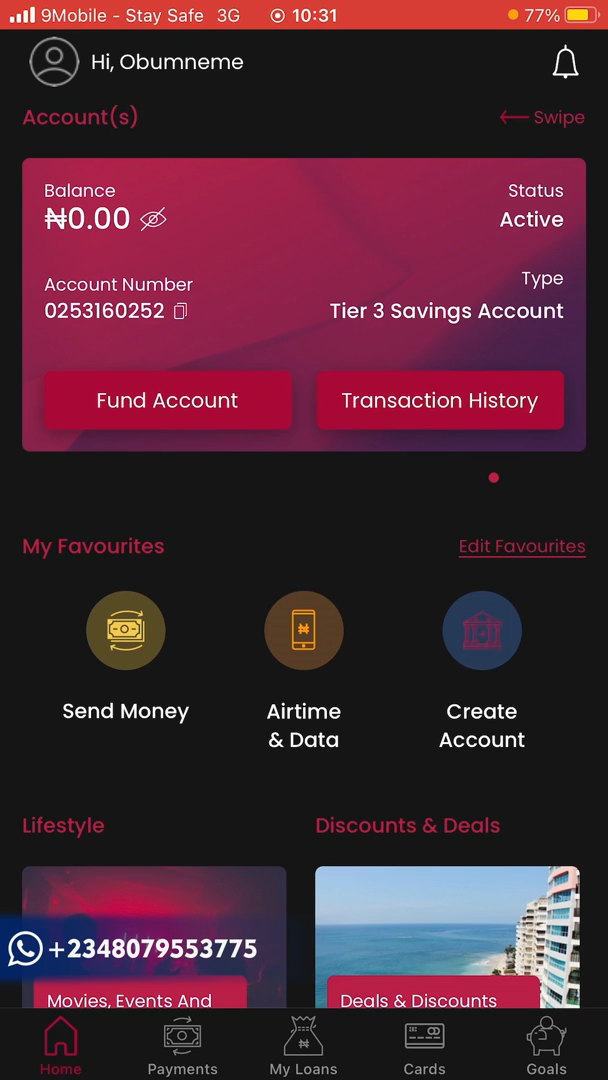 9Mobile - Stay Safe 3G 10:31 77%
Hi, Obumneme
Account(s)
Swipe
Balance
Status
₦0.00
Active
Account Number
Type
0253160252
Tier 3 Savings Account
Fund Account
Transaction History
My Favourites
Edit Favourites
Send Money
Airtime
& Data
Create
Account
Lifestyle
Discounts & Deals
+2348079553775
Movies, Events And
Deals & Discounts
Home
Payments
My Loans
Cards
Goals